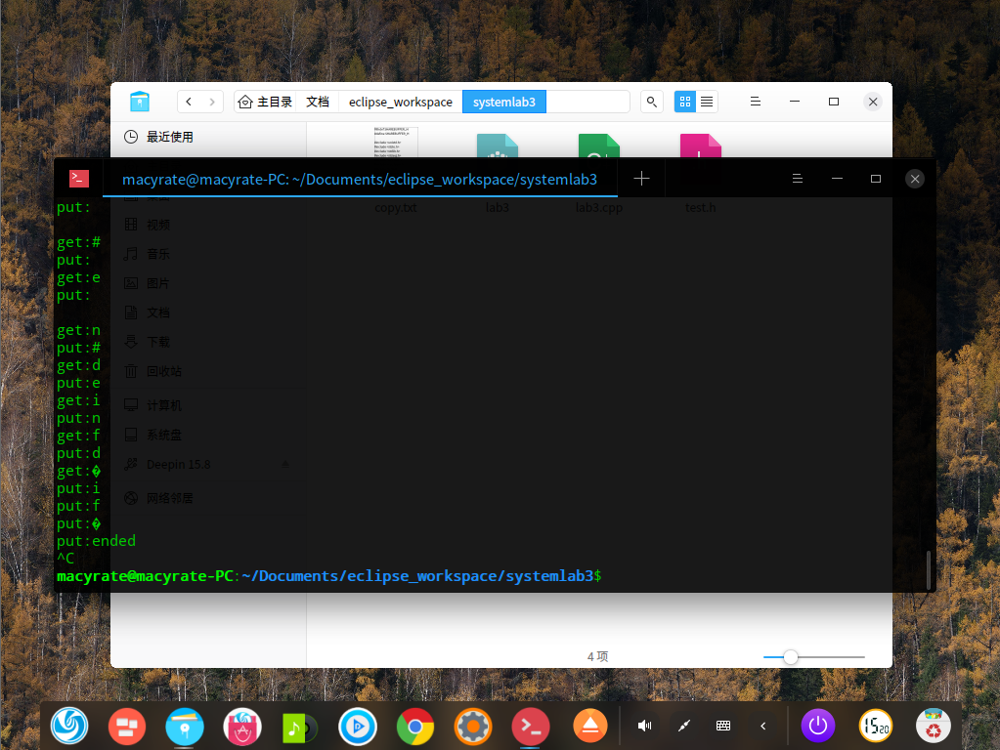 主目录 文档 eclipse_workspace systemlab3
最近使用
macyrate@macyrate-PC: ~/Documents/eclipse_workspace/systemlab3
copy.txt lab3 lab3.cpp test.h
视频
音乐
图片
文档
下载
回收站
计算机
系统盘
Deepin 15.8
网络邻居
put:
get:#
put:
get:e
put:
get:n
put:#
get:d
put:e
get:i
put:n
get:f
put:d
get:�
put:i
put:f
put:�
put:ended
^C
macyrate@macyrate-PC:~/Documents/eclipse_workspace/systemlab3$
4 项
15 20